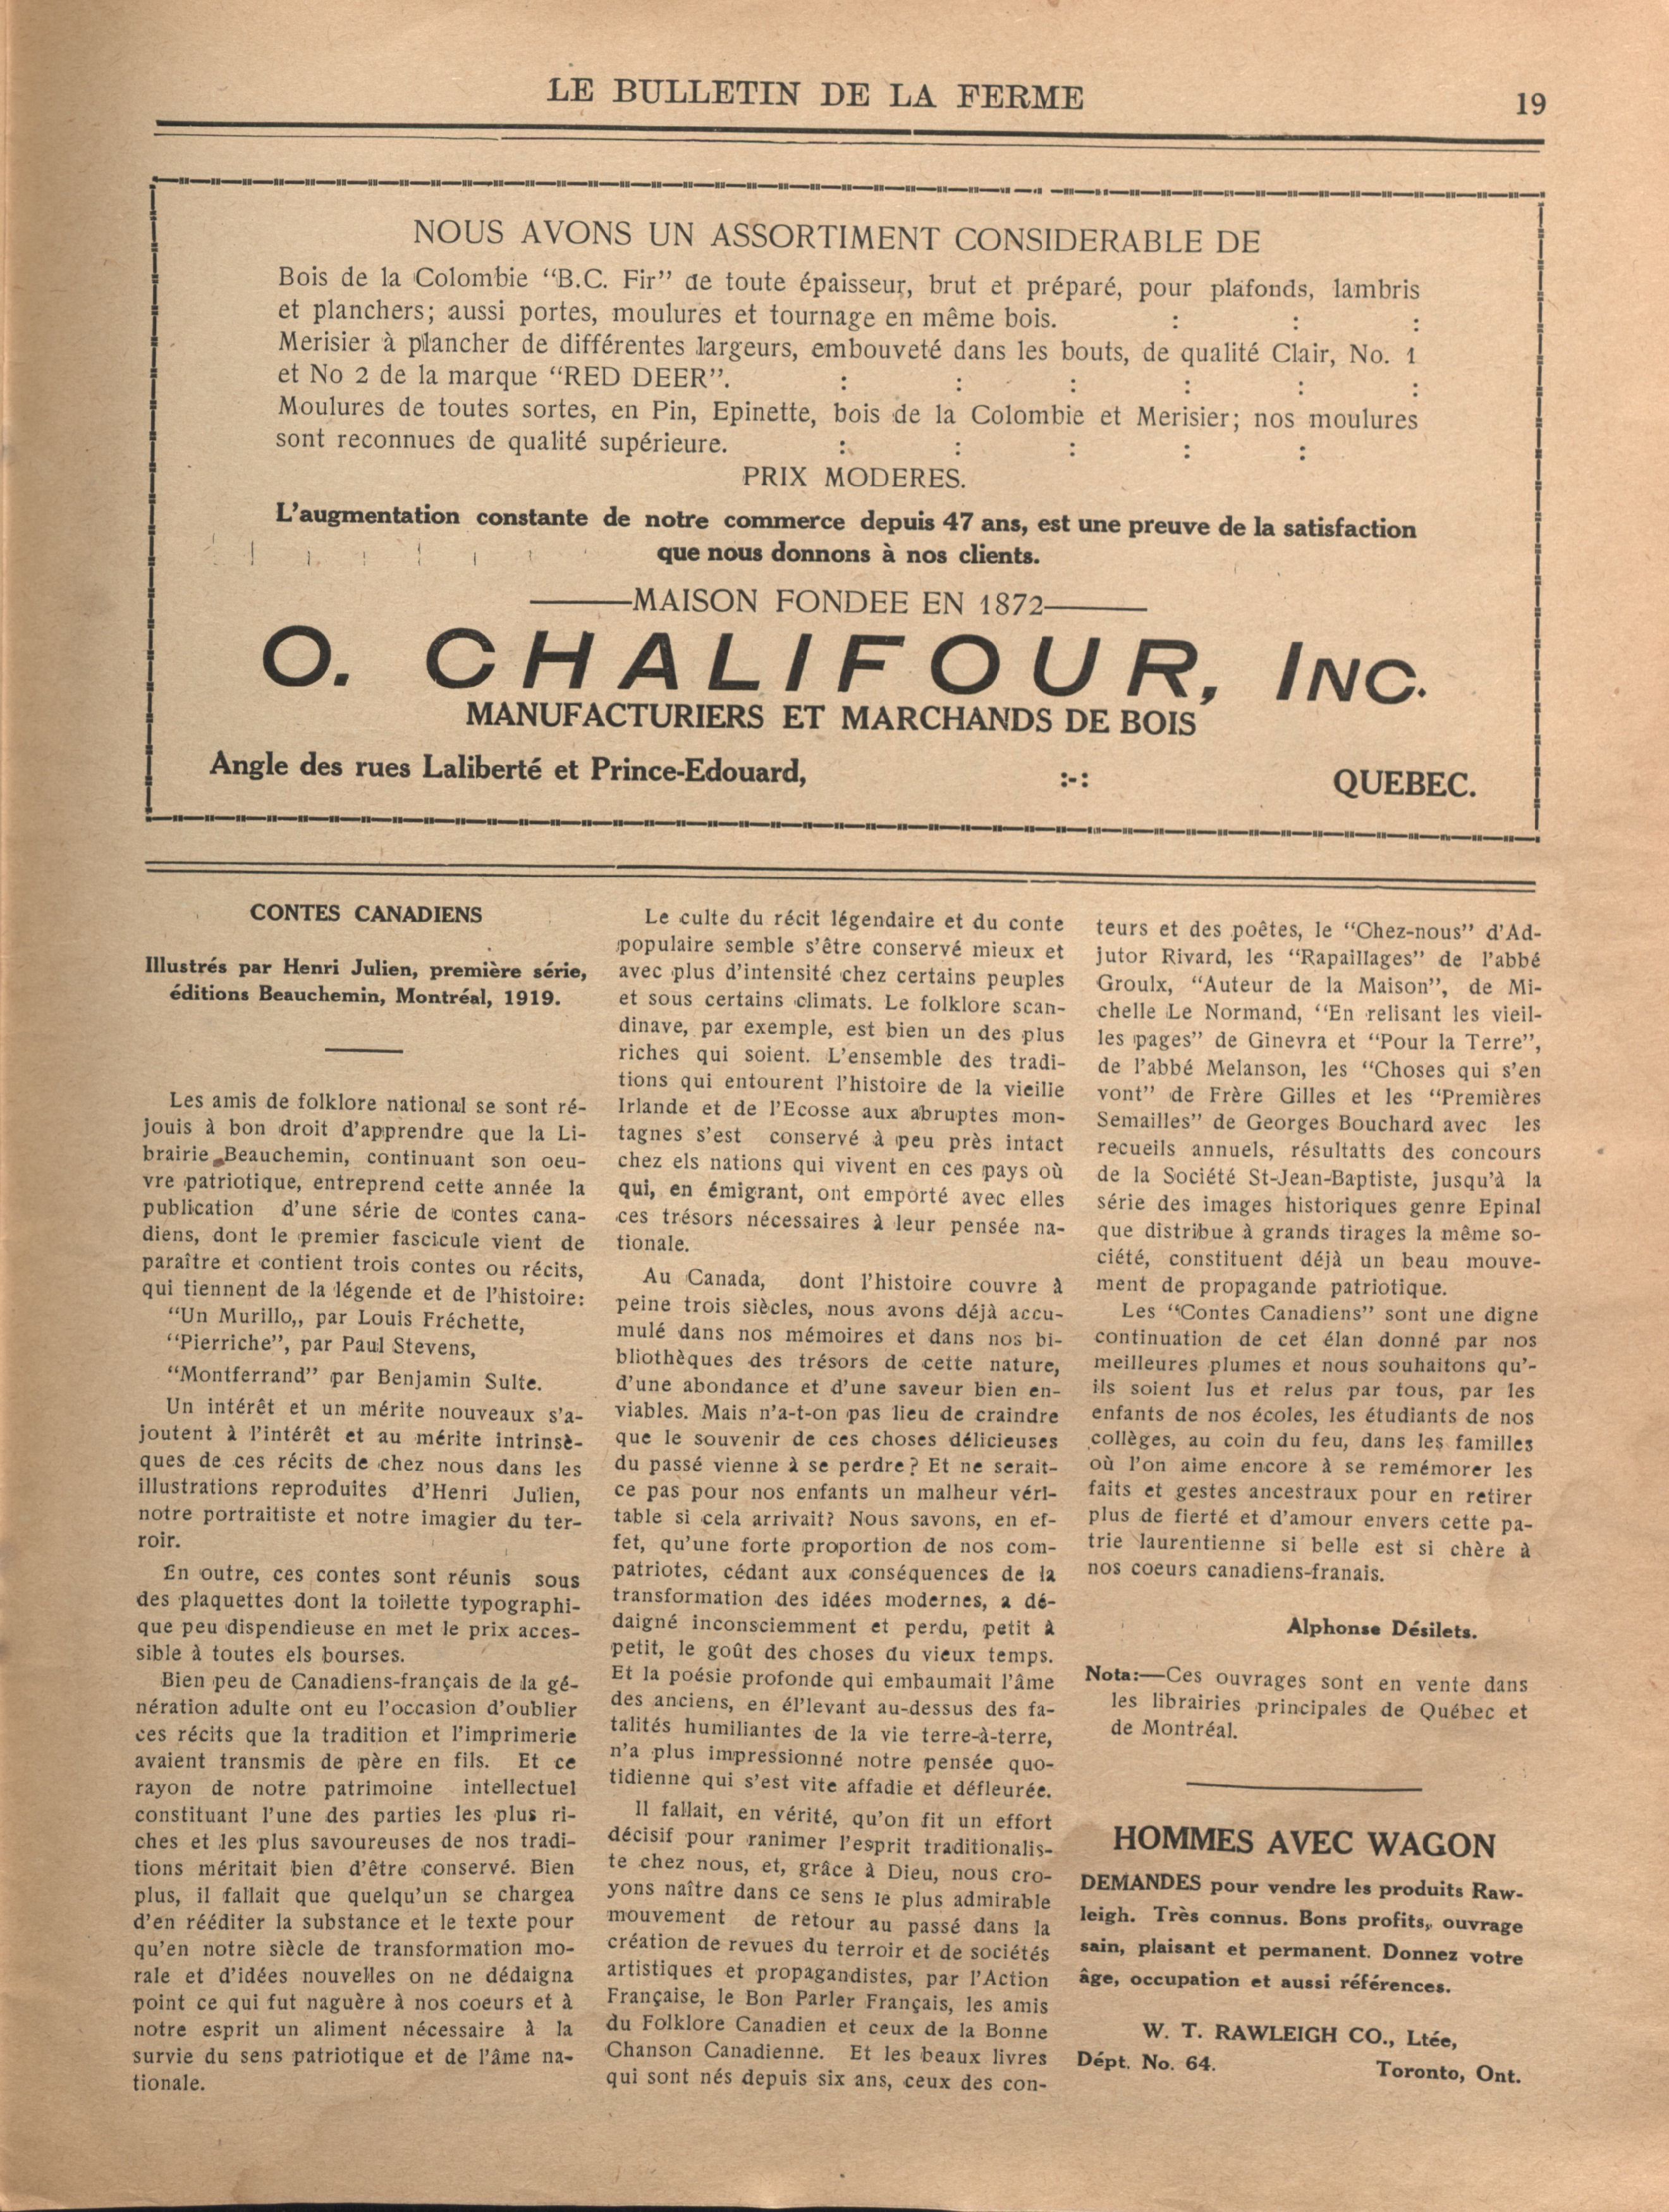 LE BULLETIN DE LA FERME
19
NOUS AVONS UN ASSORTIMENT CONSIDERABLE DE
Bois de la Colombie "B.C. Fir" de toute épaisseur, brut et préparé, pour plafonds, lambris
et planchers; aussi portes, moulures et tournage en même bois. : : :
Merisier à plancher de différentes largeurs, embouveté dans les bouts, de qualité Clair, No. 1
et No 2 de la marque "RED DEER". : : : : : :
Moulures de toutes sortes, en Pin, Epinette, bois de la Colombie et Merisier; nos moulures
sont reconnues de qualité supérieure. : : : : :
PRIX MODERES.
L'augmentation constante de notre commerce depuis 47 ans, est une preuve de la satisfaction
que nous donnons à nos clients.
——MAISON FONDEE EN 1872——
O. CHALIFOUR, INC.
MANUFACTURIERS ET MARCHANDS DE BOIS
Angle des rues Laliberté et Prince-Edouard, :-: QUEBEC.
CONTES CANADIENS
Illustrés par Henri Julien, première série,
éditions Beauchemin, Montréal, 1919.
Les amis de folklore national se sont ré-
jouis à bon droit d'apprendre que la Li-
brairie Beauchemin, continuant son oeu-
vre patriotique, entreprend cette année la
publication d'une série de contes cana-
diens, dont le premier fascicule vient de
paraître et contient trois contes ou récits,
qui tiennent de la légende et de l'histoire:
"Un Murillo,, par Louis Fréchette,
"Pierriche", par Paul Stevens,
"Montferrand" par Benjamin Sulte.
Un intérêt et un mérite nouveaux s'a-
joutent à l'intérêt et au mérite intrinsè-
ques de ces récits de chez nous dans les
illustrations reproduites d'Henri Julien,
notre portraitiste et notre imagier du ter-
roir.
En outre, ces contes sont réunis sous
des plaquettes dont la toilette typographi-
que peu dispendieuse en met le prix acces-
sible à toutes els bourses.
Bien peu de Canadiens-français de la gé-
nération adulte ont eu l'occasion d'oublier
ces récits que la tradition et l'imprimerie
avaient transmis de père en fils. Et ce
rayon de notre patrimoine intellectuel
constituant l'une des parties les plus ri-
ches et les plus savoureuses de nos tradi-
tions méritait bien d'être conservé. Bien
plus, il fallait que quelqu'un se chargea
d'en rééditer la substance et le texte pour
qu'en notre siècle de transformation mo-
rale et d'idées nouvelles on ne dédaigna
point ce qui fut naguère à nos coeurs et à
notre esprit un aliment nécessaire à la
survie du sens patriotique et de l'âme na-
tionale.
Le culte du récit légendaire et du conte
populaire semble s'être conservé mieux et
avec plus d'intensité chez certains peuples
et sous certains climats. Le folklore scan-
dinave, par exemple, est bien un des plus
riches qui soient. L'ensemble des tradi-
tions qui entourent l'histoire de la vieille
Irlande et de l'Ecosse aux abruptes mon-
tagnes s'est conservé à peu près intact
chez els nations qui vivent en ces pays où
qui, en émigrant, ont emporté avec elles
ces trésors nécessaires à leur pensée na-
tionale.
Au Canada, dont l'histoire couvre à
peine trois siècles, nous avons déjà accu-
mulé dans nos mémoires et dans nos bi-
bliothèques des trésors de cette nature,
d'une abondance et d'une saveur bien en-
viables. Mais n'a-t-on pas lieu de craindre
que le souvenir de ces choses délicieuses
du passé vienne à se perdre? Et ne serait-
ce pas pour nos enfants un malheur véri-
table si cela arrivait? Nous savons, en ef-
fet, qu'une forte proportion de nos com-
patriotes, cédant aux conséquences de la
transformation des idées modernes, a dé-
daigné inconsciemment et perdu, petit à
petit, le goût des choses du vieux temps.
Et la poésie profonde qui embaumait l'âme
des anciens, en él'levant au-dessus des fa-
talités humiliantes de la vie terre-à-terre,
n'a plus impressionné notre pensée quo-
tidienne qui s'est vite affadie et défleurée.
Il fallait, en vérité, qu'on fit un effort
décisif pour ranimer l'esprit traditionalis-
te chez nous, et, grâce à Dieu, nous cro-
yons naître dans ce sens le plus admirable
mouvement de retour au passé dans la
création de revues du terroir et de sociétés
artistiques et propagandistes, par l'Action
Française, le Bon Parler Français, les amis
du Folklore Canadien et ceux de la Bonne
Chanson Canadienne. Et les beaux livres
qui sont nés depuis six ans, ceux des con-
teurs et des poêtes, le "Chez-nous" d'Ad-
jutor Rivard, les "Rapaillages" de l'abbé
Groulx, "Auteur de la Maison", de Mi-
chelle Le Normand, "En relisant les vieil-
les pages" de Ginevra et "Pour la Terre",
de l'abbé Melanson, les "Choses qui s'en
vont" de Frère Gilles et les "Premières
Semailles" de Georges Bouchard avec les
recueils annuels, résultatts des concours
de la Société St-Jean-Baptiste, jusqu'à la
série des images historiques genre Epinal
que distribue à grands tirages la même so-
ciété, constituent déjà un beau mouve-
ment de propagande patriotique.
Les "Contes Canadiens" sont une digne
continuation de cet élan donné par nos
meilleures plumes et nous souhaitons qu'-
ils soient lus et relus par tous, par les
enfants de nos écoles, les étudiants de nos
collèges, au coin du feu, dans les familles
où l'on aime encore à se remémorer les
faits et gestes ancestraux pour en retirer
plus de fierté et d'amour envers cette pa-
trie laurentienne si belle est si chère à
nos coeurs canadiens-franais.
Alphonse Désilets.
Nota:—Ces ouvrages sont en vente dans
les librairies principales de Québec et
de Montréal.
HOMMES AVEC WAGON
DEMANDES pour vendre les produits Raw-
leigh. Très connus. Bons profits, ouvrage
sain, plaisant et permanent. Donnez votre
âge, occupation et aussi références.
W. T. RAWLEIGH CO., Ltée,
Dépt. No. 64. Toronto, Ont.